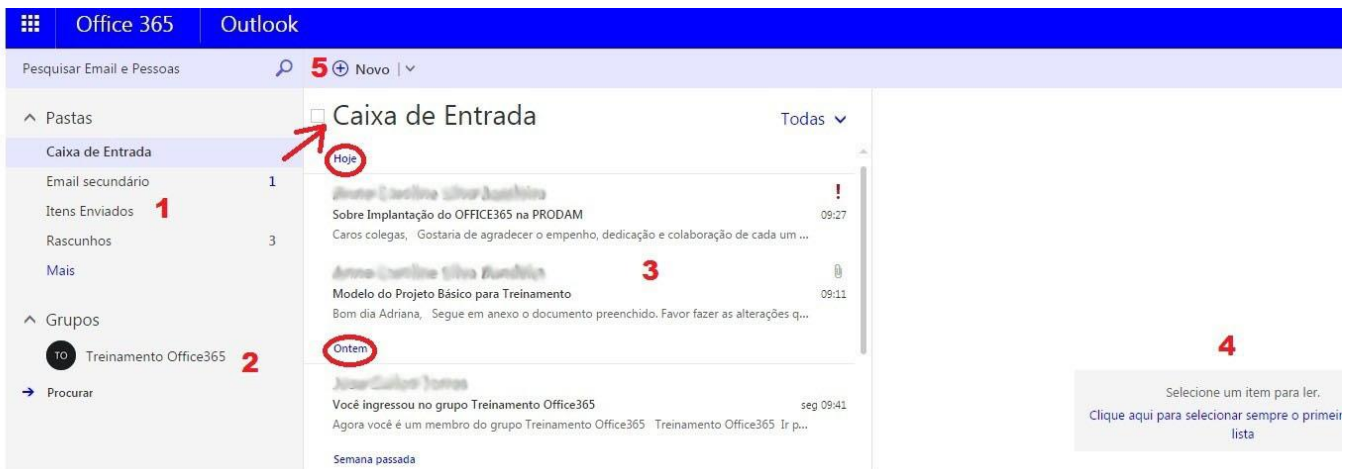 Office 365 Outlook
Pesquisar Email e Pessoas
5 Novo
Pastas
Caixa de Entrada
Email secundário 1
Itens Enviados 1
Rascunhos 3
Mais
Grupos
TO Treinamento Office365 2
Procurar
Caixa de Entrada Todas
Hoje
!
Sobre Implantação do OFFICE365 na PRODAM 09:27
Caros colegas, Gostaria de agradecer o empenho, dedicação e colaboração de cada um ...
3
Modelo do Projeto Básico para Treinamento 09:11
Bom dia Adriana, Segue em anexo o documento preenchido. Favor fazer as alterações q...
Ontem
Você ingressou no grupo Treinamento Office365 seg 09:41
Agora você é um membro do grupo Treinamento Office365 Treinamento Office365 Ir p...
Semana passada
4
Selecione um item para ler.
Clique aqui para selecionar sempre o primeir
lista